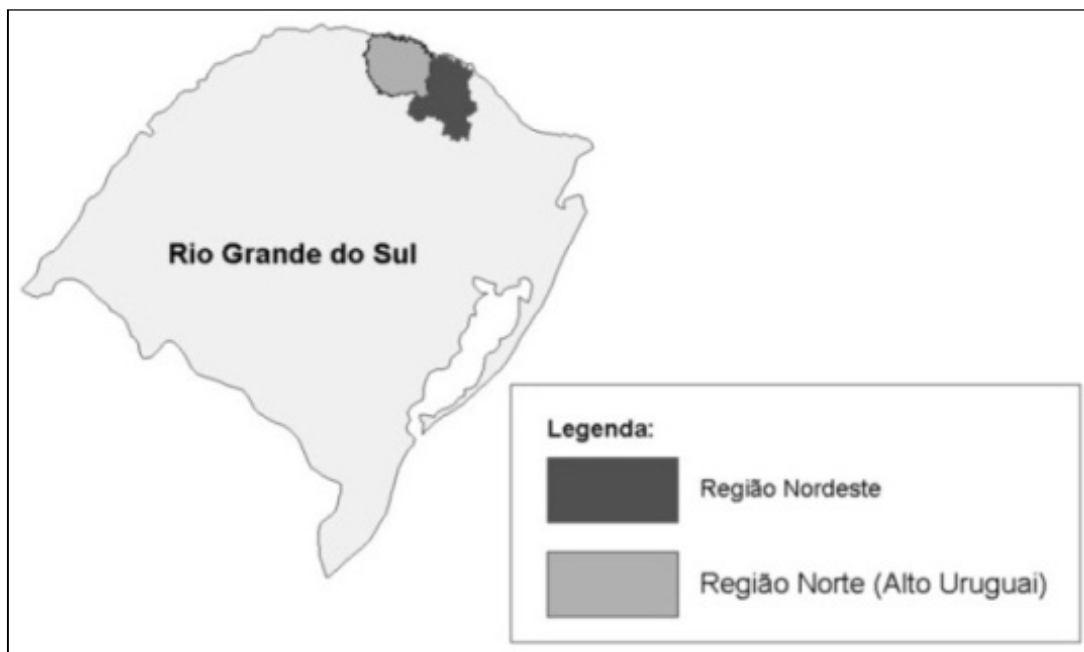 Rio Grande do Sul
Legenda:
Região Nordeste
Região Norte (Alto Uruguai)